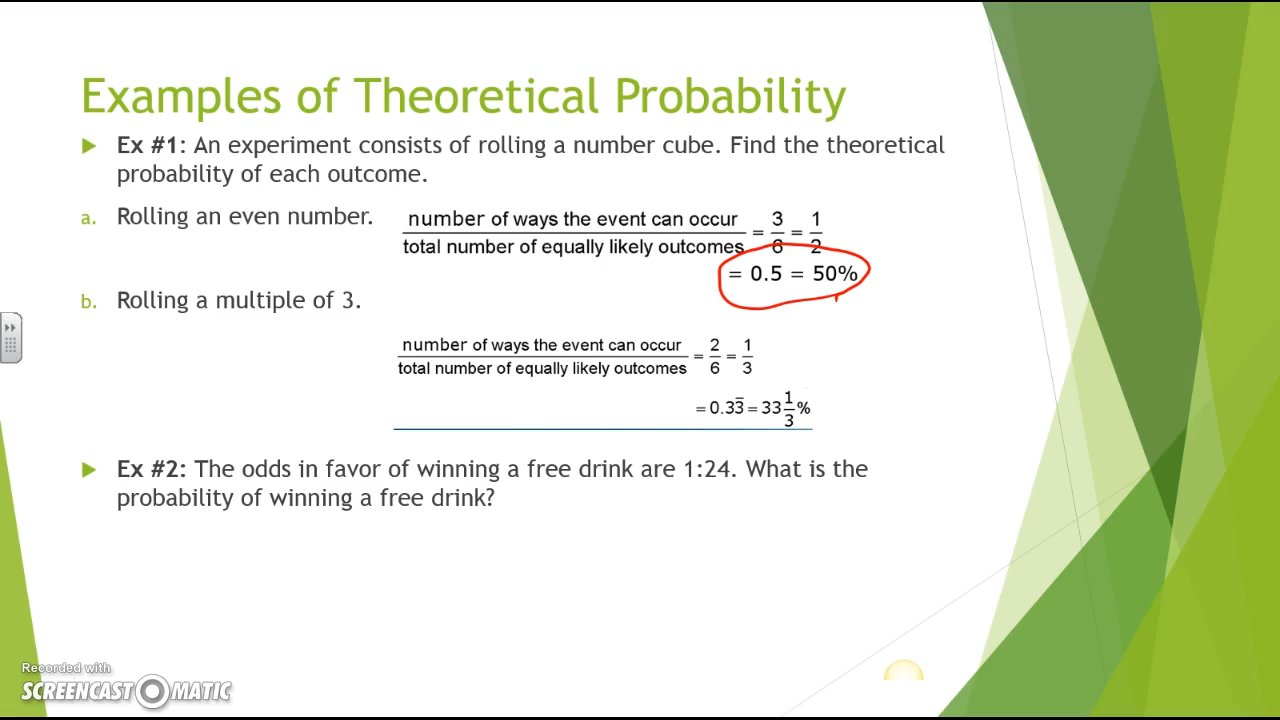 Examples of Theoretical Probability
Ex #1: An experiment consists of rolling a number cube. Find the theoretical
probability of each outcome.
a. Rolling an even number.
number of ways the event can occur
total number of equally likely outcomes
= 3/6 = 1/2
= 0.5 = 50%
b. Rolling a multiple of 3.
number of ways the event can occur
total number of equally likely outcomes
= 2/6 = 1/3
= 0.33̅ = 33 1/3 %
Ex #2: The odds in favor of winning a free drink are 1:24. What is the
probability of winning a free drink?
Recorded with
SCREENCAST-O-MATIC